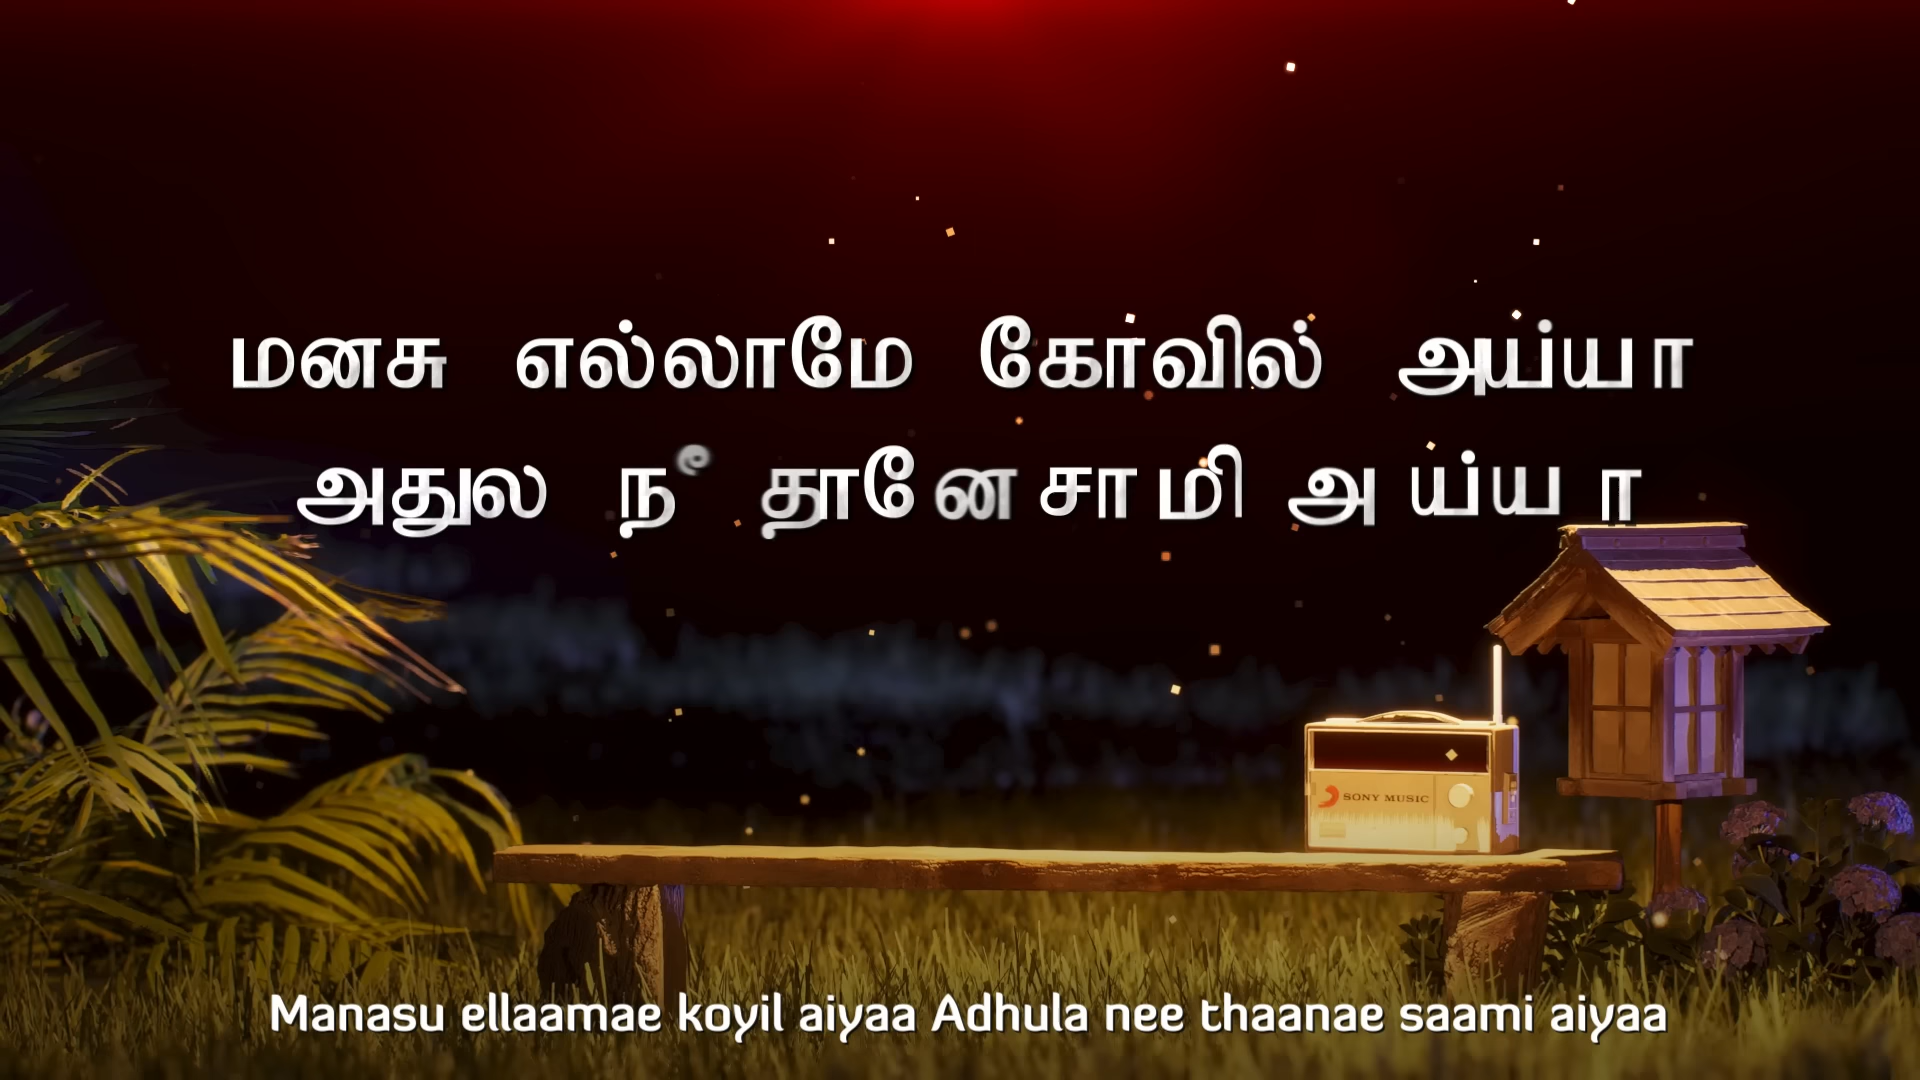 மனசு எல்லாமே கோவில் அய்யா
அதுல நீ தானே சாமி அய்யா
SONY MUSIC
Manasu ellaamae koyil aiyaa Adhula nee thaanae saami aiyaa